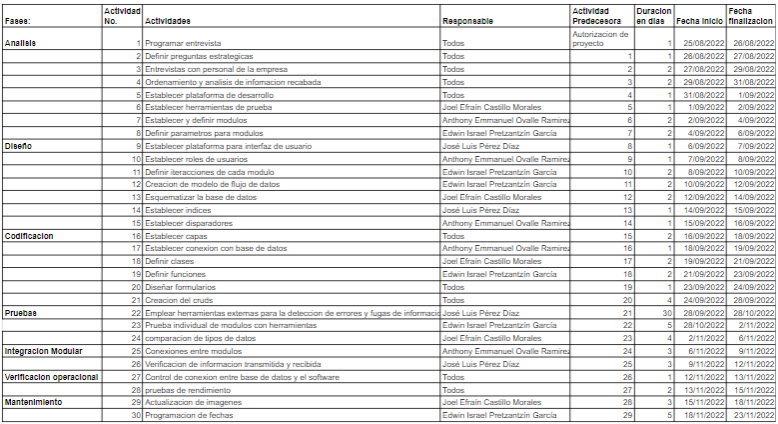 Fases: Actividad No. Actividades Responsable Actividad Predecesora Duracion en dias Fecha Inicio Fecha finalizacion
Analisis 1 Programar entrevista Todos Autorizacion de proyecto 1 25/08/2022 26/08/2022
2 Definir preguntas estrategicas Todos 1 1 26/08/2022 27/08/2022
3 Entrevistas con personal de la empresa Todos 2 2 27/08/2022 29/08/2022
4 Ordenamiento y analisis de infomacion recabada Todos 3 2 29/08/2022 31/08/2022
5 Establecer plataforma de desarrollo Todos 4 1 31/08/2022 1/09/2022
6 Establecer herramientas de prueba Joel Efraín Castillo Morales 5 1 1/09/2022 2/09/2022
7 Establecer y definir modulos Anthony Emmanuel Ovalle Ramirez 6 2 2/09/2022 4/09/2022
8 Definir parametros para modulos Edwin Israel Pretzantzín García 7 2 4/09/2022 6/09/2022
Diseño 9 Establecer plataforma para interfaz de usuario José Luis Pérez Díaz 8 1 6/09/2022 7/09/2022
10 Establecer roles de usuarios Anthony Emmanuel Ovalle Ramirez 9 1 7/09/2022 8/09/2022
11 Definir iteracciones de cada modulo Edwin Israel Pretzantzín García 10 2 8/09/2022 10/09/2022
12 Creacion de modelo de flujo de datos Edwin Israel Pretzantzín García 11 2 10/09/2022 12/09/2022
13 Esquematizar la base de datos Joel Efraín Castillo Morales 12 2 12/09/2022 14/09/2022
14 Establecer indices José Luis Pérez Díaz 13 1 14/09/2022 15/09/2022
15 Establecer disparadores Anthony Emmanuel Ovalle Ramirez 14 1 15/09/2022 16/09/2022
Codificacion 16 Establecer capas Todos 15 2 16/09/2022 18/09/2022
17 Establecer conexion con base de datos Anthony Emmanuel Ovalle Ramirez 16 1 18/09/2022 19/09/2022
18 Definir clases Joel Efraín Castillo Morales 17 2 19/09/2022 21/09/2022
19 Definir funciones Edwin Israel Pretzantzín García 18 2 21/09/2022 23/09/2022
20 Diseñar formularios Todos 19 1 23/09/2022 24/09/2022
21 Creacion del cruds Todos 20 4 24/09/2022 28/09/2022
Pruebas 22 Emplear herramientas externas para la deteccion de errores y fugas de informacic José Luis Pérez Díaz 21 30 28/09/2022 28/10/2022
23 Prueba individual de modulos con herramientas Edwin Israel Pretzantzín García 22 5 28/10/2022 2/11/2022
24 comparacion de tipos de datos Joel Efraín Castillo Morales 23 4 2/11/2022 6/11/2022
Integracion Modular 25 Conexiones entre modulos Anthony Emmanuel Ovalle Ramirez 24 3 6/11/2022 9/11/2022
26 Verificacion de informacion transmitida y recibida José Luis Pérez Díaz 25 3 9/11/2022 12/11/2022
Verificacion operacional 27 Control de conexion entre base de datos y el software Todos 26 1 12/11/2022 13/11/2022
28 pruebas de rendimiento Todos 27 2 13/11/2022 15/11/2022
Mantenimiento 29 Actualizacion de imagenes Joel Efraín Castillo Morales 28 3 15/11/2022 18/11/2022
30 Programacion de fechas Edwin Israel Pretzantzín García 29 5 18/11/2022 23/11/2022